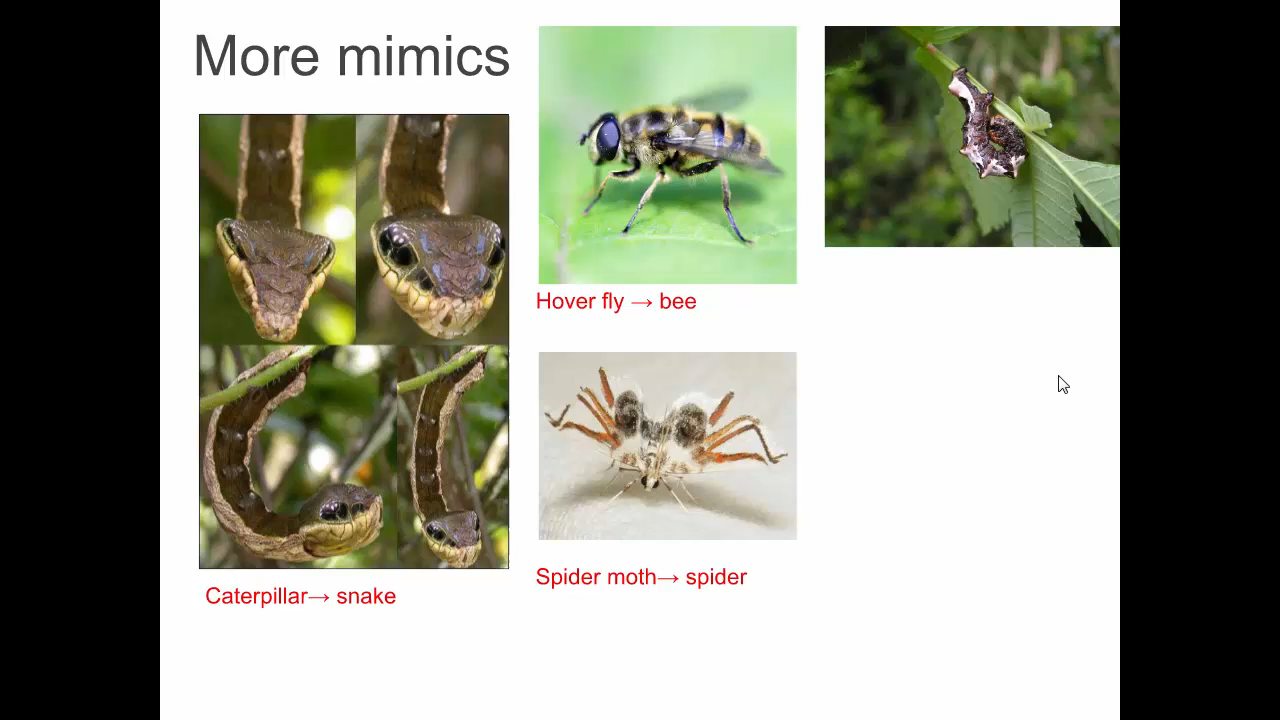 More mimics
Hover fly → bee
Spider moth→ spider
Caterpillar→ snake